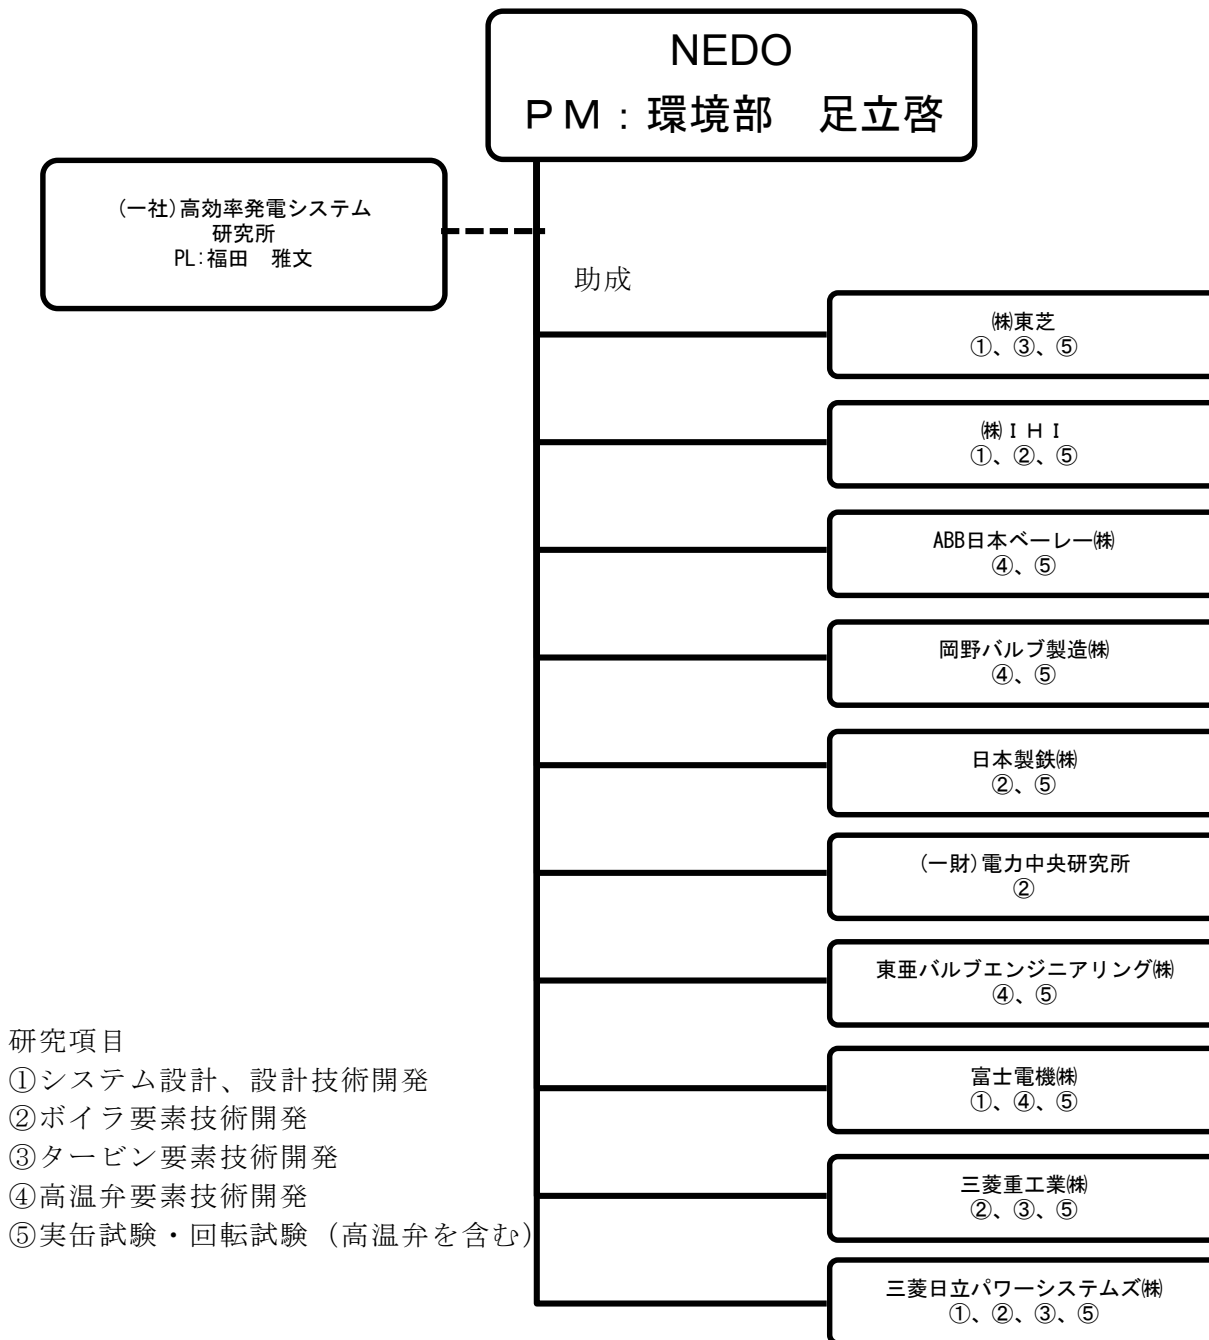 NEDO
ＰＭ：環境部　足立啓
(一社)高効率発電システム
研究所
PL:福田　雅文
助成
㈱東芝
①、③、⑤
㈱ＩＨＩ
①、②、⑤
ABB日本ベーレー㈱
④、⑤
岡野バルブ製造㈱
④、⑤
日本製鉄㈱
②、⑤
(一財)電力中央研究所
②
東亜バルブエンジニアリング㈱
④、⑤
富士電機㈱
①、④、⑤
三菱重工業㈱
②、③、⑤
三菱日立パワーシステムズ㈱
①、②、③、⑤
研究項目
①システム設計、設計技術開発
②ボイラ要素技術開発
③タービン要素技術開発
④高温弁要素技術開発
⑤実缶試験・回転試験（高温弁を含む）